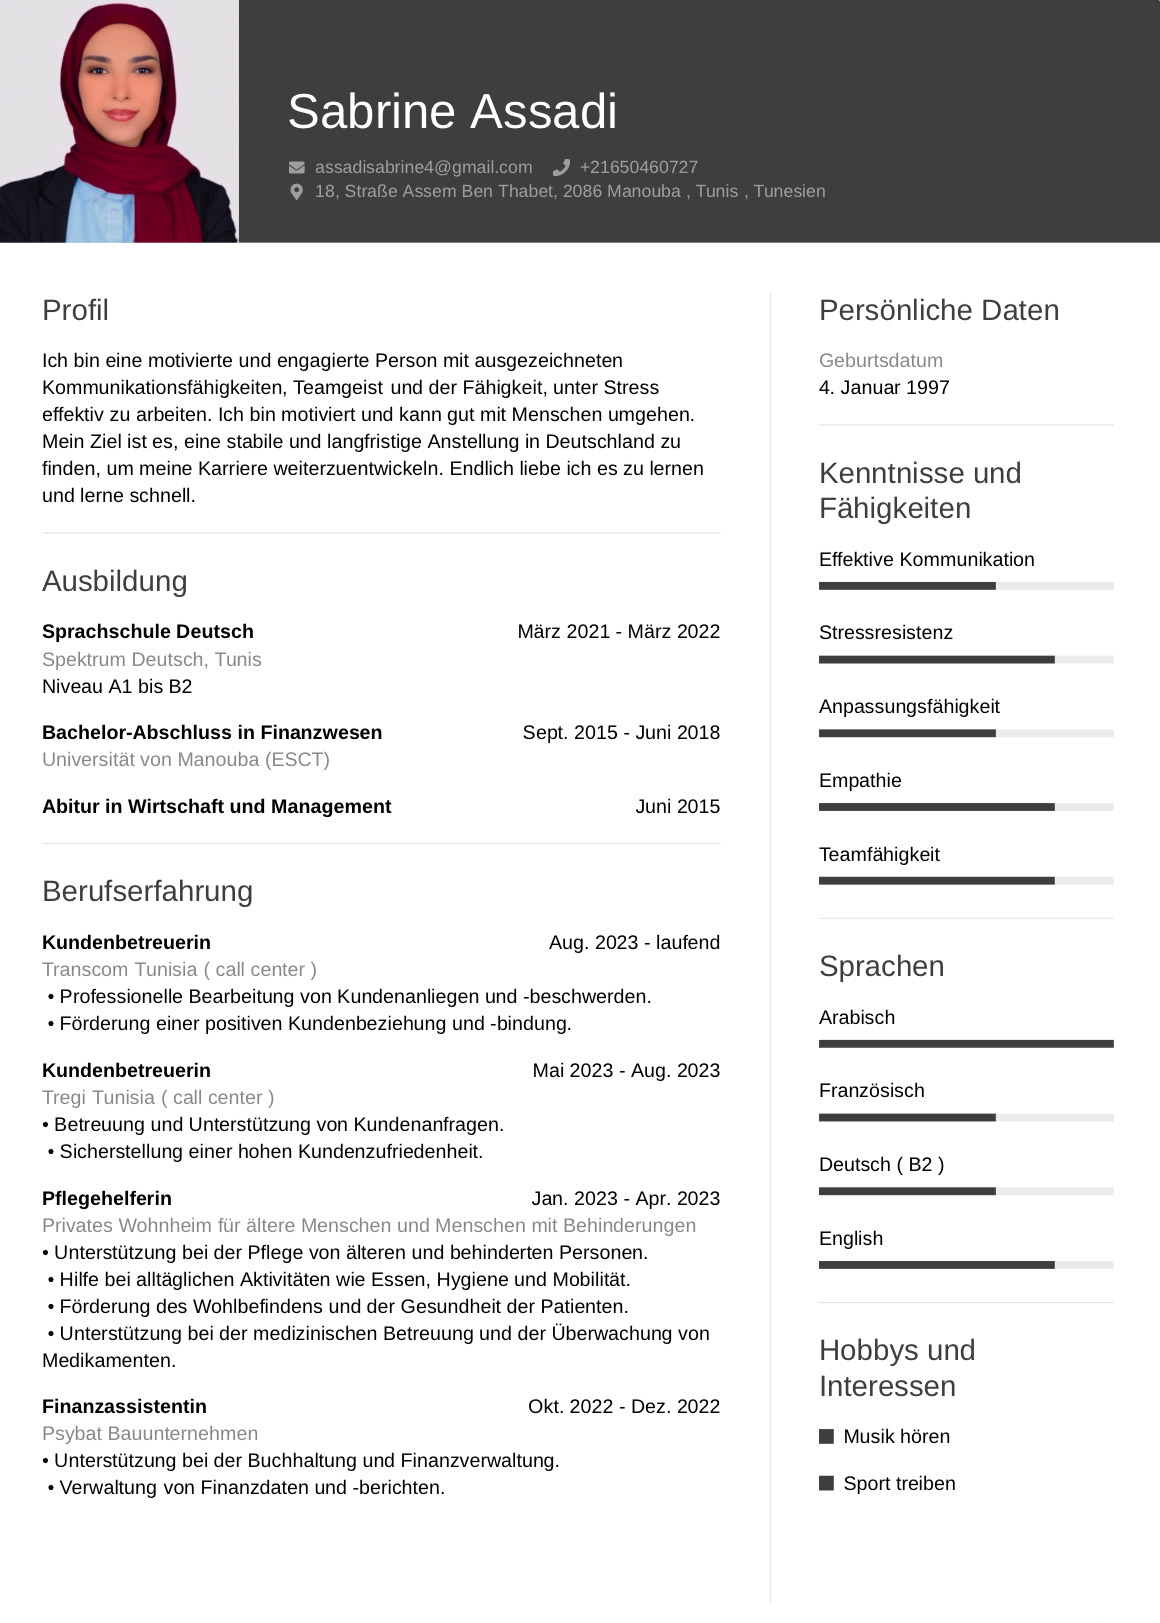 Sabrine Assadi
assadisabrine4@gmail.com +21650460727
18, Straße Assem Ben Thabet, 2086 Manouba , Tunis , Tunesien
Profil
Ich bin eine motivierte und engagierte Person mit ausgezeichneten
Kommunikationsfähigkeiten, Teamgeist und der Fähigkeit, unter Stress
effektiv zu arbeiten. Ich bin motiviert und kann gut mit Menschen umgehen.
Mein Ziel ist es, eine stabile und langfristige Anstellung in Deutschland zu
finden, um meine Karriere weiterzuentwickeln. Endlich liebe ich es zu lernen
und lerne schnell.
Ausbildung
Sprachschule Deutsch März 2021 - März 2022
Spektrum Deutsch, Tunis
Niveau A1 bis B2
Bachelor-Abschluss in Finanzwesen Sept. 2015 - Juni 2018
Universität von Manouba (ESCT)
Abitur in Wirtschaft und Management Juni 2015
Berufserfahrung
Kundenbetreuerin Aug. 2023 - laufend
Transcom Tunisia ( call center )
• Professionelle Bearbeitung von Kundenanliegen und -beschwerden.
• Förderung einer positiven Kundenbeziehung und -bindung.
Kundenbetreuerin Mai 2023 - Aug. 2023
Tregi Tunisia ( call center )
• Betreuung und Unterstützung von Kundenanfragen.
• Sicherstellung einer hohen Kundenzufriedenheit.
Pflegehelferin Jan. 2023 - Apr. 2023
Privates Wohnheim für ältere Menschen und Menschen mit Behinderungen
• Unterstützung bei der Pflege von älteren und behinderten Personen.
• Hilfe bei alltäglichen Aktivitäten wie Essen, Hygiene und Mobilität.
• Förderung des Wohlbefindens und der Gesundheit der Patienten.
• Unterstützung bei der medizinischen Betreuung und der Überwachung von
Medikamenten.
Finanzassistentin Okt. 2022 - Dez. 2022
Psybat Bauunternehmen
• Unterstützung bei der Buchhaltung und Finanzverwaltung.
• Verwaltung von Finanzdaten und -berichten.
Persönliche Daten
Geburtsdatum
4. Januar 1997
Kenntnisse und
Fähigkeiten
Effektive Kommunikation
Stressresistenz
Anpassungsfähigkeit
Empathie
Teamfähigkeit
Sprachen
Arabisch
Französisch
Deutsch ( B2 )
English
Hobbys und
Interessen
Musik hören
Sport treiben